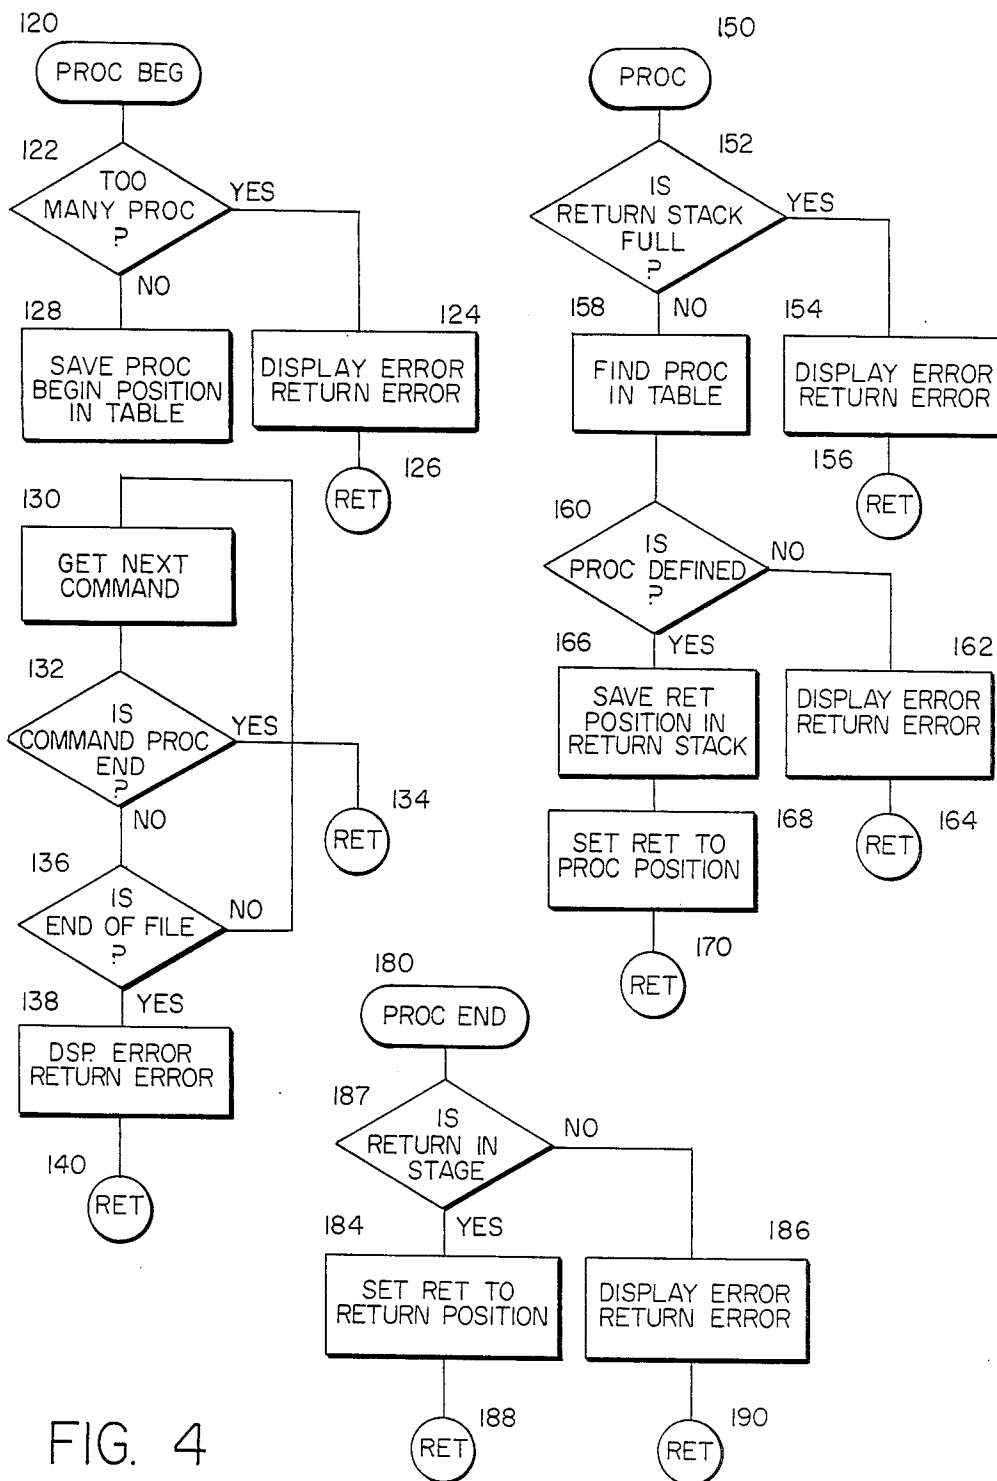 120
PROC BEG
122
TOO
MANY PROC
?
YES
NO
128
SAVE PROC
BEGIN POSITION
IN TABLE
124
DISPLAY ERROR
RETURN ERROR
126
RET
130
GET NEXT
COMMAND
132
IS
COMMAND PROC
END
?
YES
134
RET
NO
136
IS
END OF FILE
?
NO
YES
138
DSP. ERROR
RETURN ERROR
140
RET
150
PROC
152
IS
RETURN STACK
FULL
?
YES
NO
154
DISPLAY ERROR
RETURN ERROR
156
RET
158
FIND PROC
IN TABLE
160
IS
PROC DEFINED
?
NO
YES
162
DISPLAY ERROR
RETURN ERROR
164
RET
166
SAVE RET
POSITION IN
RETURN STACK
168
SET RET TO
PROC POSITION
170
RET
180
PROC END
187
IS
RETURN IN
STAGE
NO
YES
184
SET RET TO
RETURN POSITION
188
RET
186
DISPLAY ERROR
RETURN ERROR
190
RET
FIG. 4